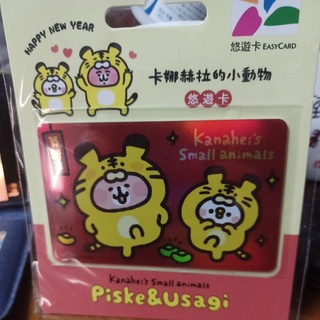 HAPPY NEW YEAR
悠遊卡 EASYCARD
卡娜赫拉的小動物
悠遊卡
Kanahei's
Small animals
Kanahei's Small animals
Piske&Usagi